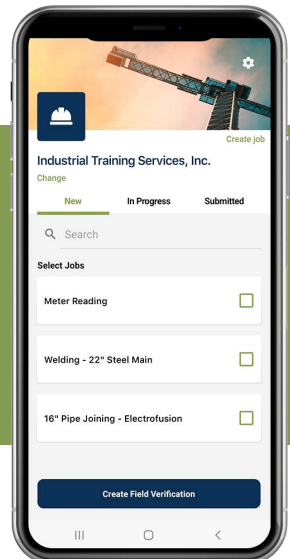 Create job
Industrial Training Services, Inc.
Change
New In Progress Submitted
Search
Select Jobs
Meter Reading
Welding - 22" Steel Main
16" Pipe Joining - Electrofusion
Create Field Verification